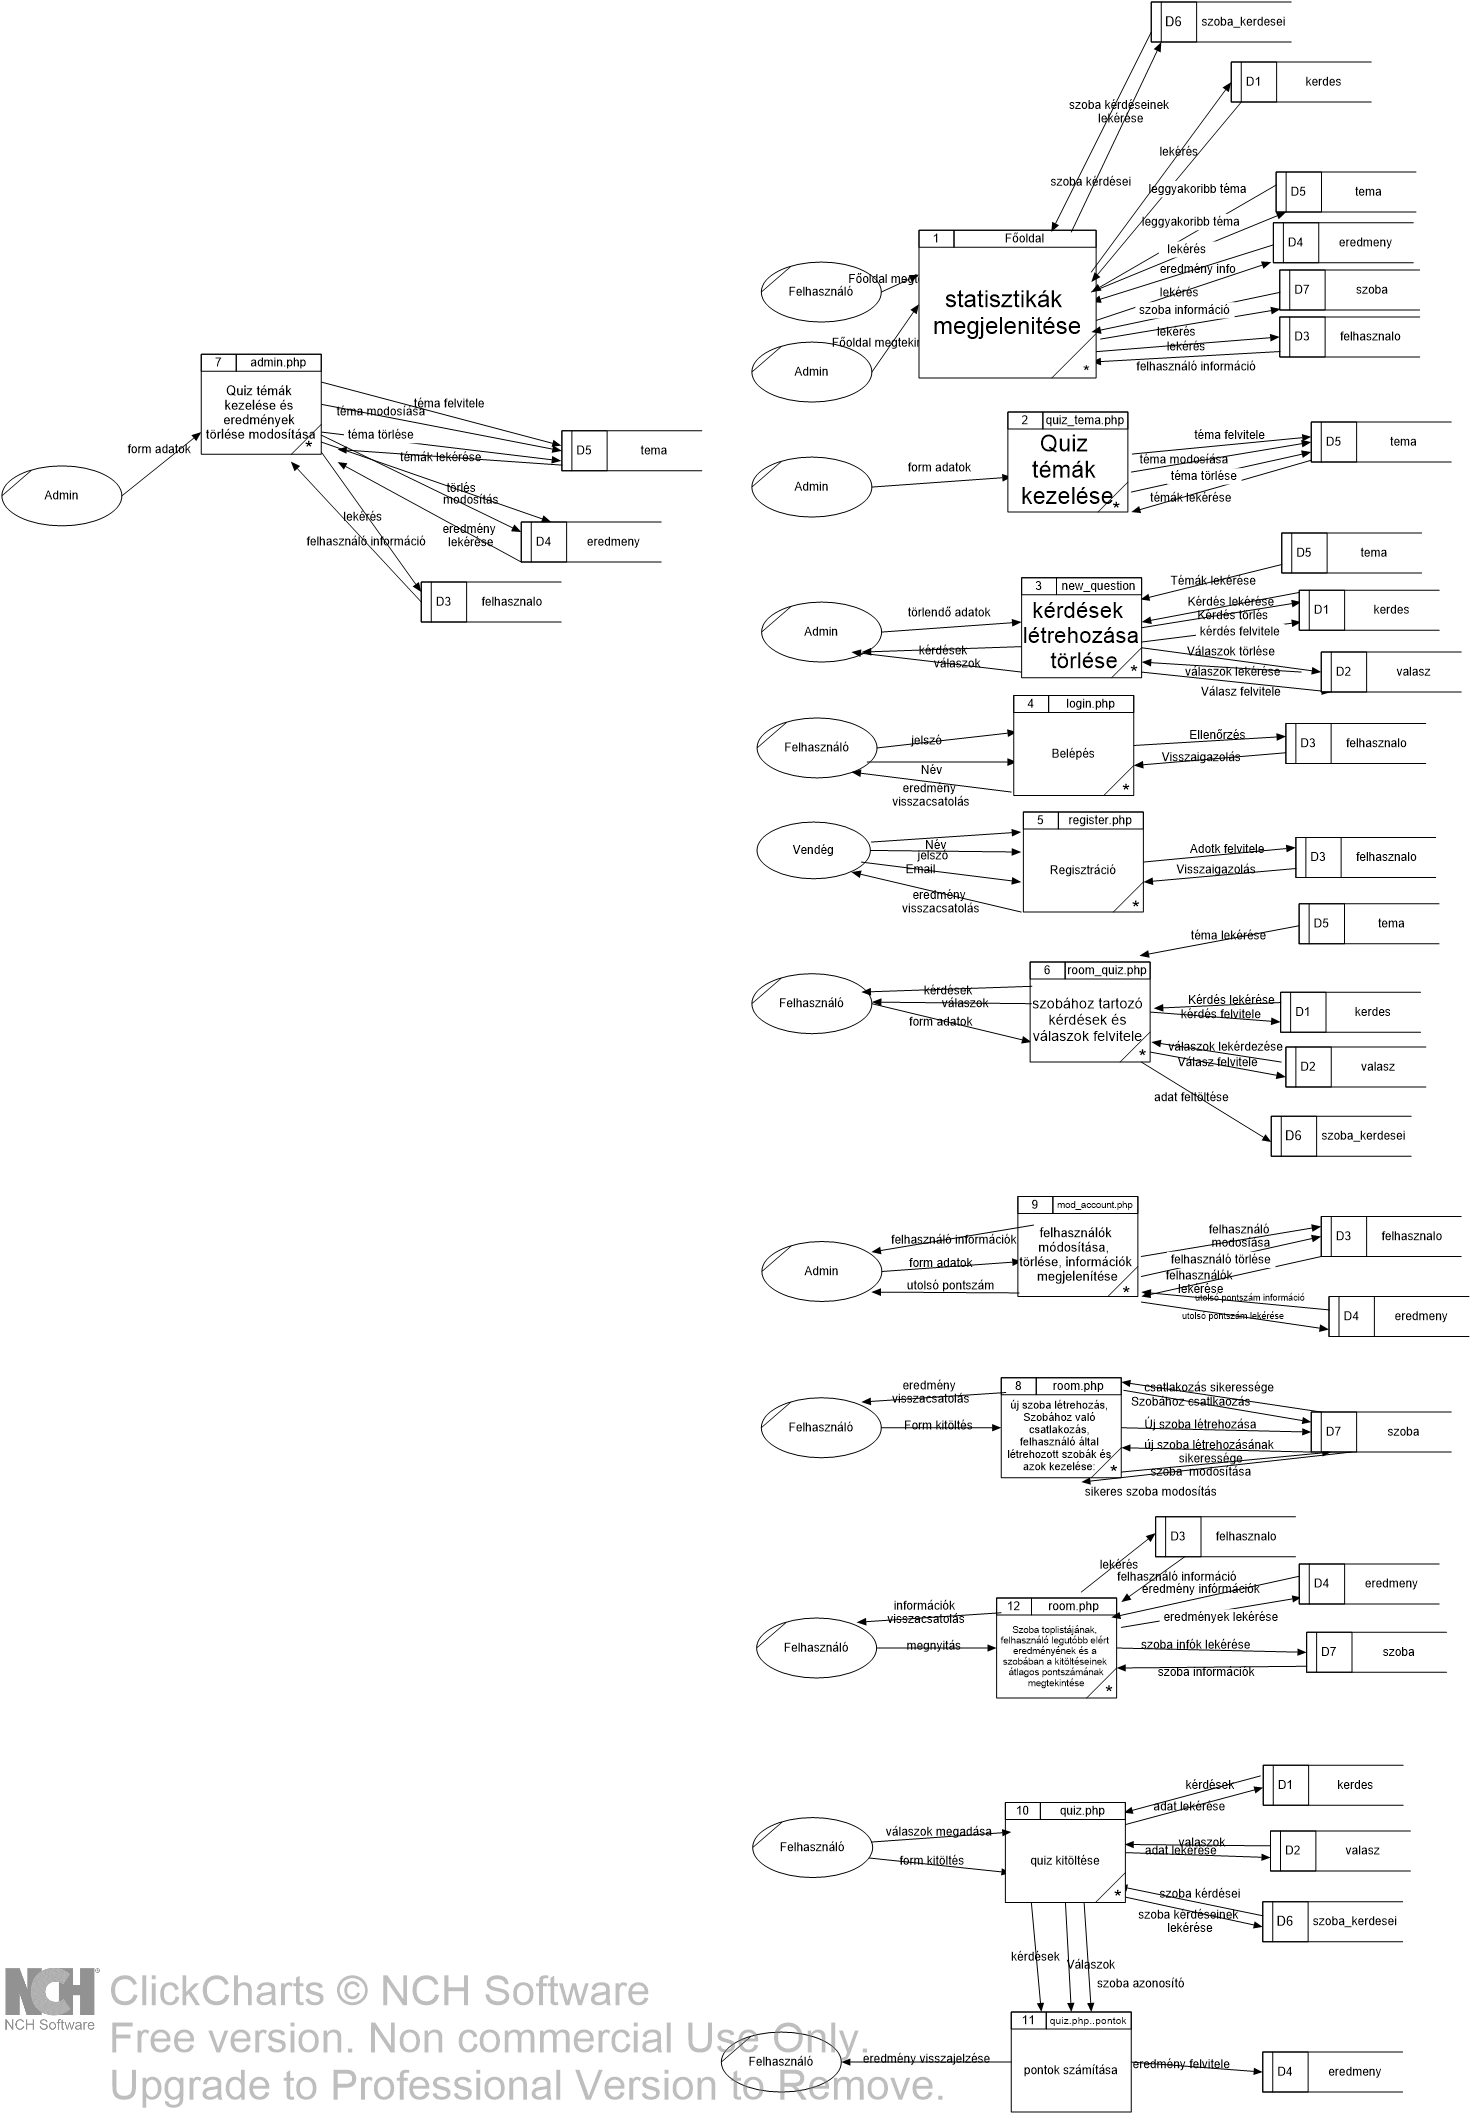 D6
szoba_kerdesei
D1
kerdes
szoba kérdéseinek
lekérése
lekérés
szoba kérdései
leggyakoribb téma
D5
tema
leggyakoribb téma
1
Főoldal
D4
eredmeny
lekérés
eredmény info
Felhasználó
Főoldal megte
statisztikák
megjelenitése
lekérés
D7
szoba
szoba információ
lekérés
lekérés
D3
felhasznalo
Admin
Főoldal megteki
felhasználó információ
*
7
admin.php
Quiz témák
kezelése és
eredmények
törlése modosítása
*
téma felvitele
téma modosíása
téma törlése
témák lekérése
D5
tema
form adatok
Admin
törlés
modosítás
eredmény
lekérése
D4
eredmeny
lekérés
felhasználó információ
D3
felhasznalo
2
quiz_tema.php
Quiz
témák
kezelése
*
Admin
form adatok
téma felvitele
téma modosíása
téma törlése
témák lekérése
D5
tema
D5
tema
3
new_question
kérdések
létrehozása
törlése
*
Témák lekérése
Kérdés lekérése
Kérdés törlés
kérdés felvitele
D1
kerdes
Admin
törlendő adatok
kérdések
válaszok
Válaszok törlése
válaszok lekérése
Válasz felvitele
D2
valasz
4
login.php
Belépés
*
Felhasználó
jelszó
Név
eredmény
visszacsatolás
Ellenőrzés
Visszaigazolás
D3
felhasznalo
5
register.php
Regisztráció
*
Vendég
Név
jelszó
Email
eredmény
visszacsatolás
Adotk felvitele
Visszaigazolás
D3
felhasznalo
D5
tema
téma lekérése
6
room_quiz.php
szobához tartozó
kérdések és
válaszok felvitele
*
Felhasználó
kérdések
válaszok
form adatok
Kérdés lekérése
kérdés felvitele
D1
kerdes
válaszok lekérdezése
Válasz felvitele
D2
valasz
adat feltöltése
D6
szoba_kerdesei
9
mod_account.php
felhasználók
módosítása,
törlése, információk
megjelenítése
*
Admin
felhasználó információk
form adatok
utolsó pontszám
felhasználó
modosíasa
felhasználó törlése
felhasználók
lekérése
D3
felhasznalo
utolsó pontszám információ
utolsó pontszám lekérése
D4
eredmeny
8
room.php
új szoba létrehozás,
Szobához való
csatlakozás,
felhasználó által
létrehozott szobák és
azok kezelése:
*
Felhasználó
eredmény
visszacsatolás
Form kitöltés
csatlakozás sikeressége
Szobához csatlkaozás
Új szoba létrehozása
új szoba létrehozásának
sikeressége
szoba modosítása
sikeres szoba modosítás
D7
szoba
D3
felhasznalo
lekérés
felhasználó információ
eredmény információk
D4
eredmeny
12
room.php
Szoba toplistájának,
felhasználó legutóbb elért
eredményének és a
szobában a kitöltéseinek
átlagos pontszámának
megtekintése
*
Felhasználó
információk
visszacsatolás
megnyitás
eredmények lekérése
szoba infók lekérése
szoba információk
D7
szoba
D1
kerdes
kérdések
adat lekérése
10
quiz.php
quiz kitöltése
*
Felhasználó
válaszok megadása
form kitöltés
valaszok
adat lekérése
D2
valasz
szoba kérdései
szoba kérdéseinek
lekérése
D6
szoba_kerdesei
kérdések
Válaszok
szoba azonosító
11
quiz.php..pontok
pontok számítása
Felhasználó
eredmény visszajelzése
eredmény felvitele
D4
eredmeny
NCH
®
NCH Software
ClickCharts © NCH Software
Free version. Non commercial Use Only.
Upgrade to Professional Version to Remove.